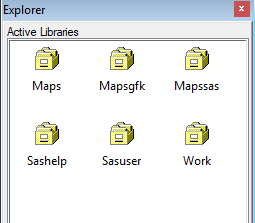 Explorer
Active Libraries
Maps Mapsgfk Mapssas
Sashelp Sasuser Work